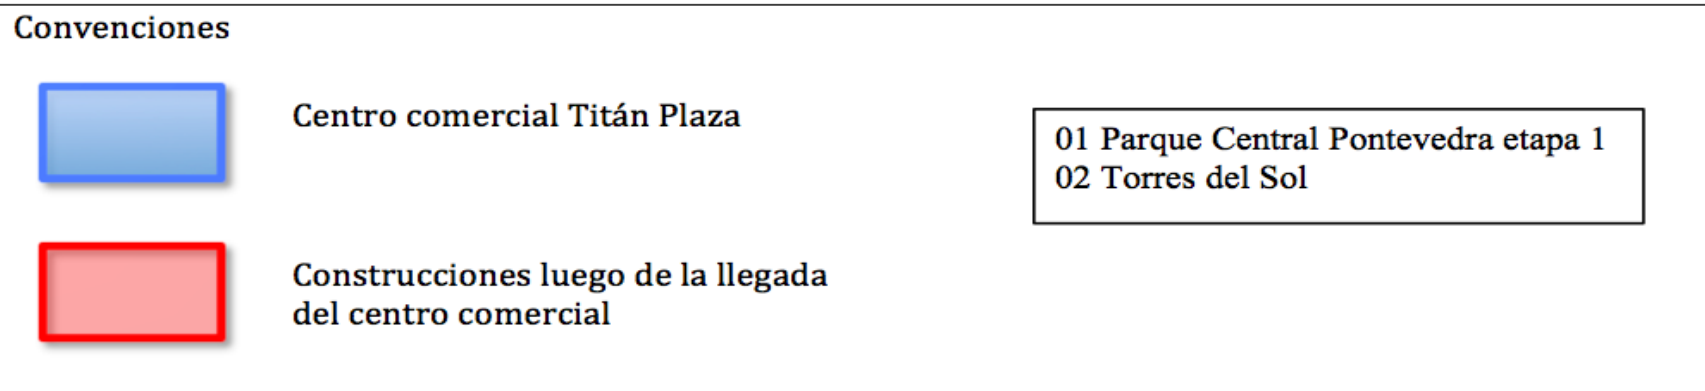 Convenciones
Centro comercial Titán Plaza
01 Parque Central Pontevedra etapa 1
02 Torres del Sol
Construcciones luego de la llegada
del centro comercial